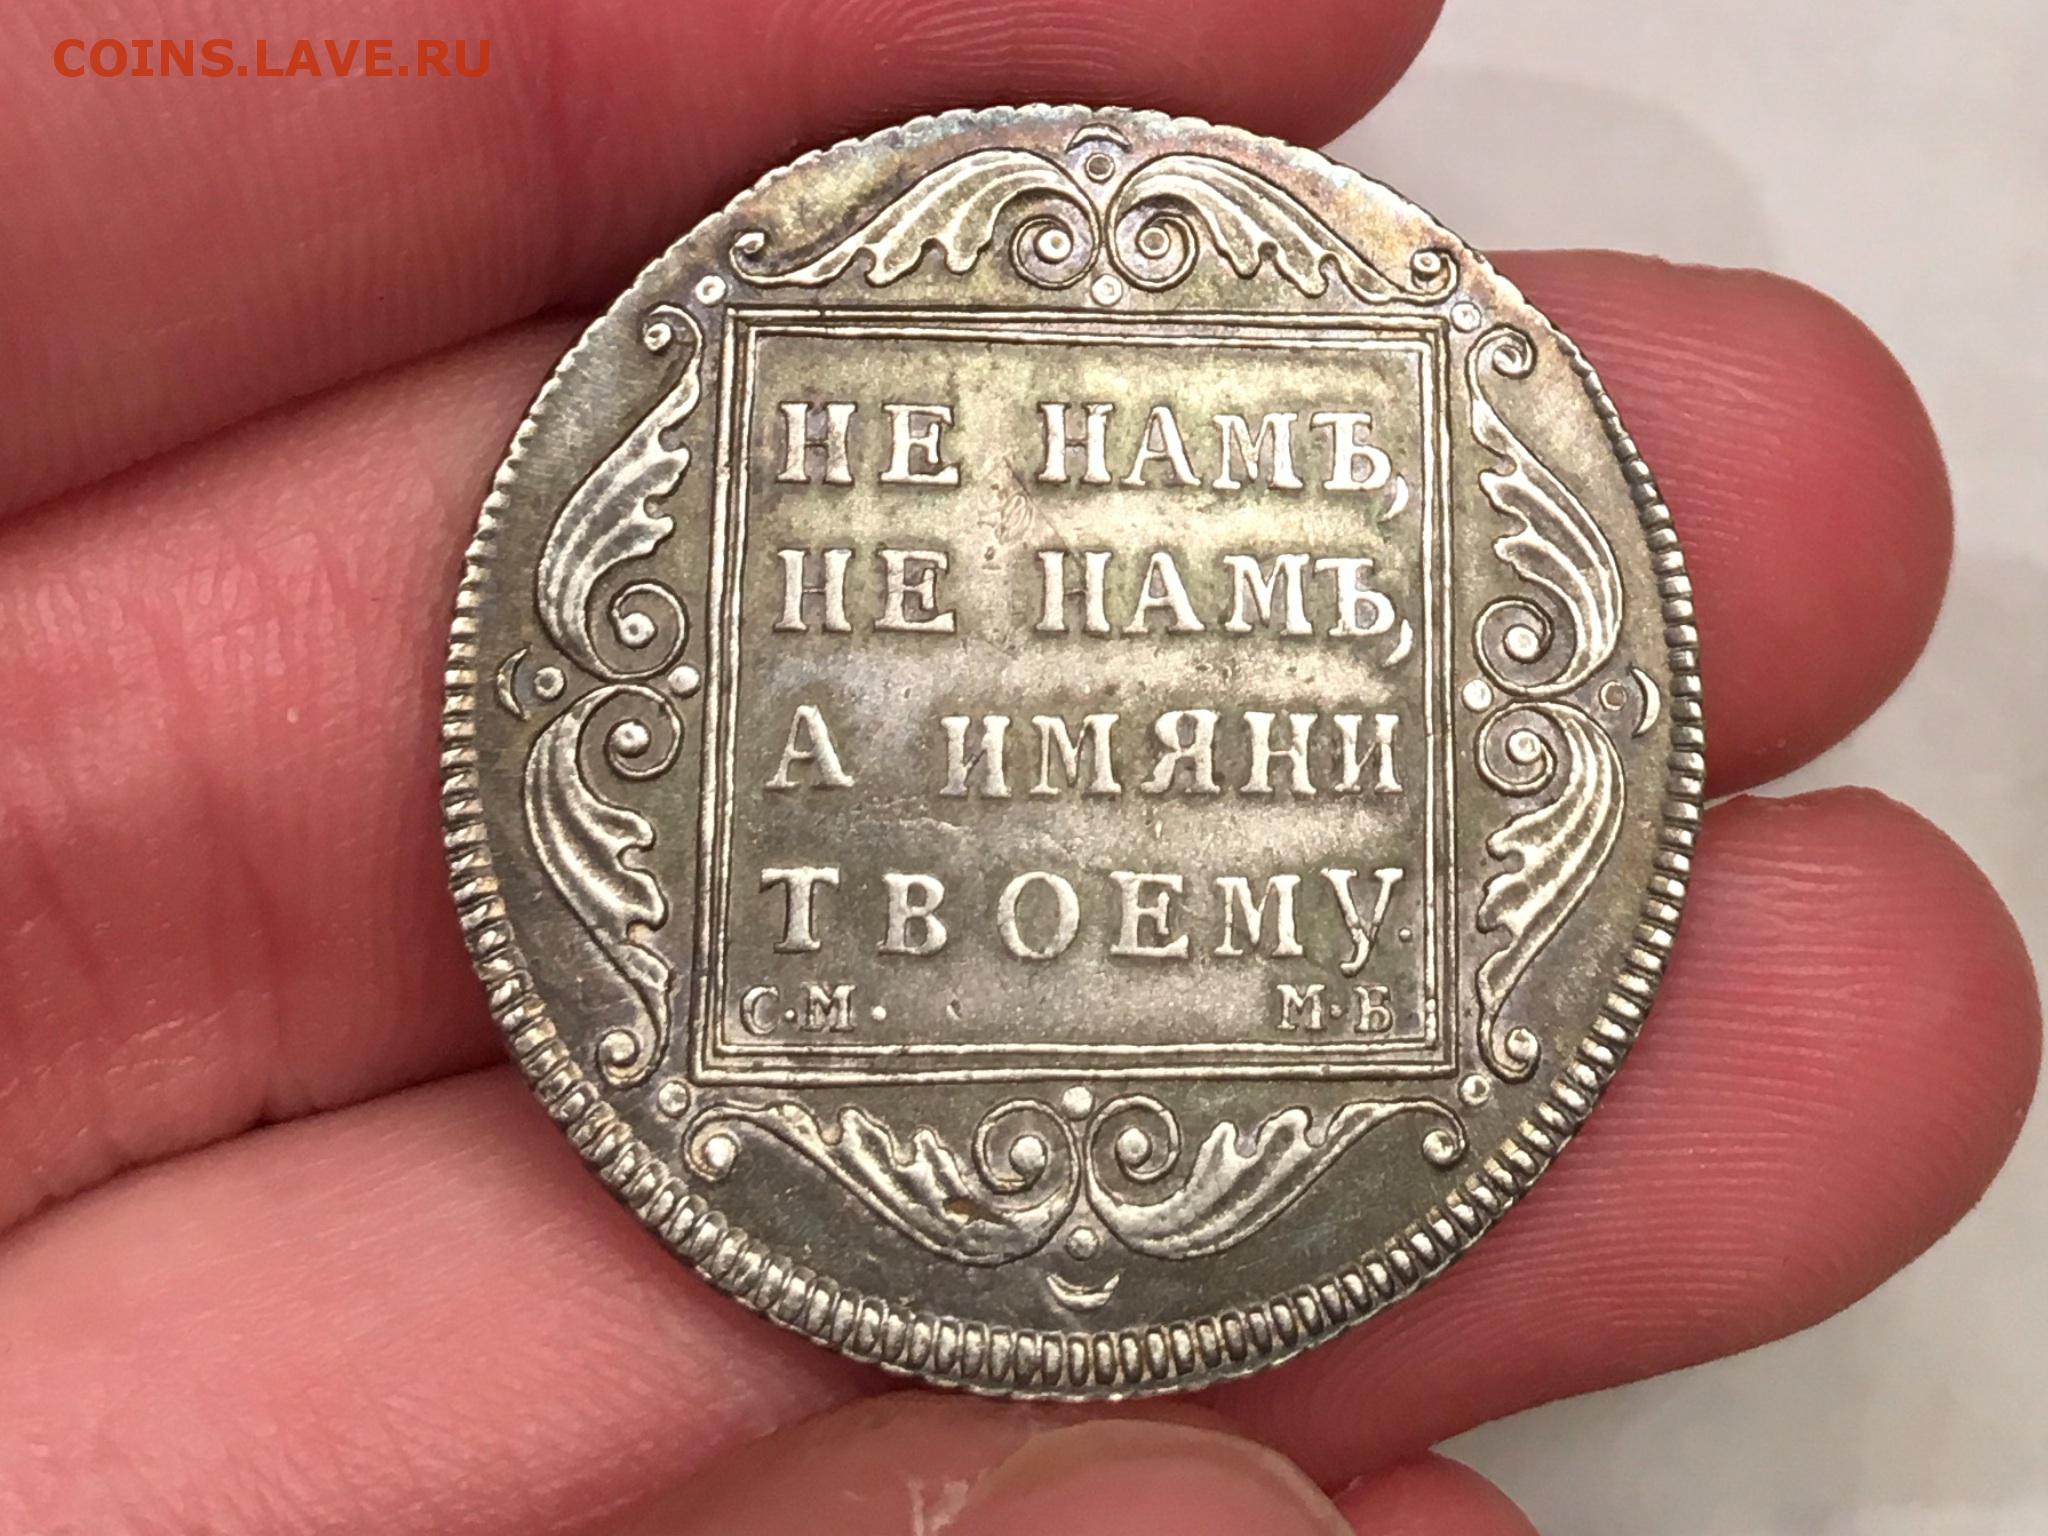 COINS.LAVE.RU
НЕ НАМЪ,
НЕ НАМЪ,
А ИМЯНИ
ТВОЕМУ.
С.М. М.Б